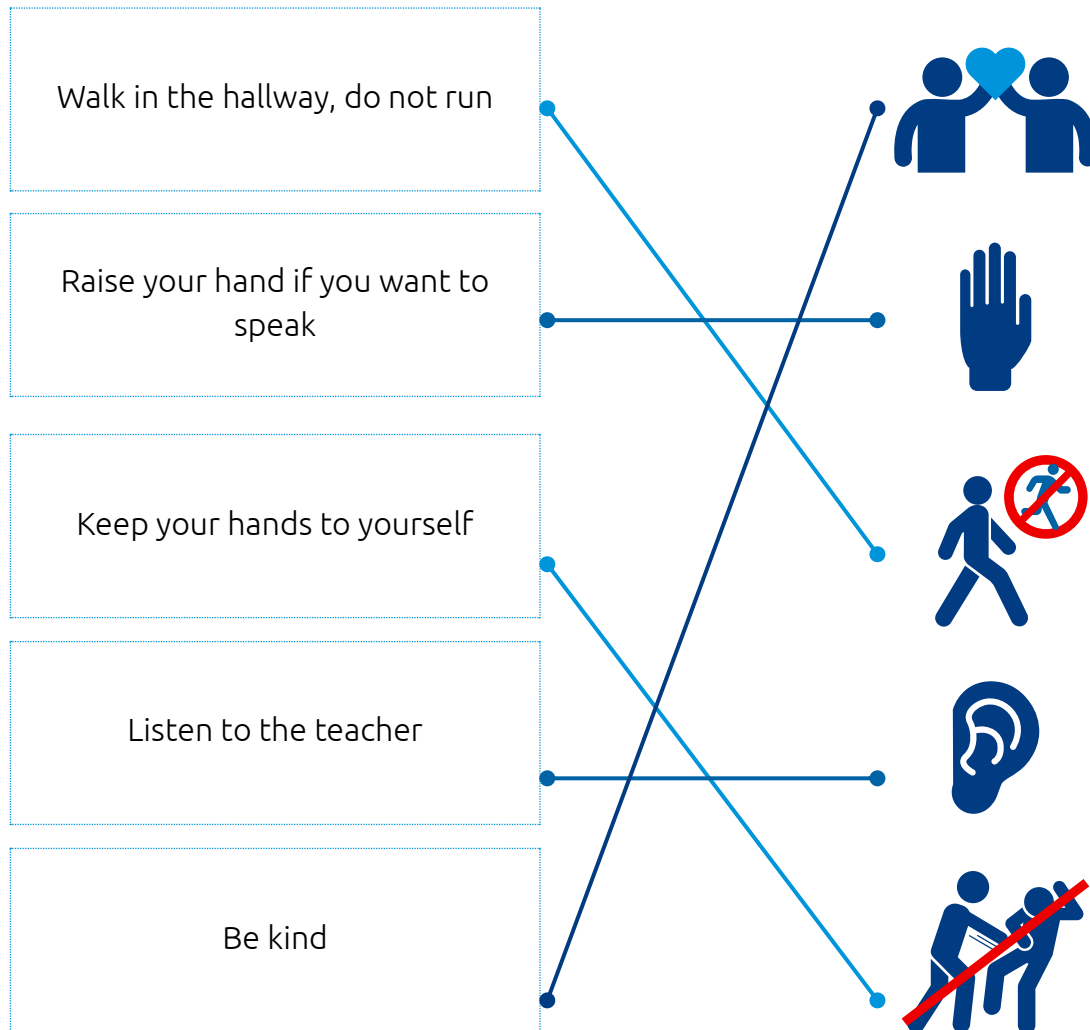 Walk in the hallway, do not run
Raise your hand if you want to
speak
Keep your hands to yourself
Listen to the teacher
Be kind